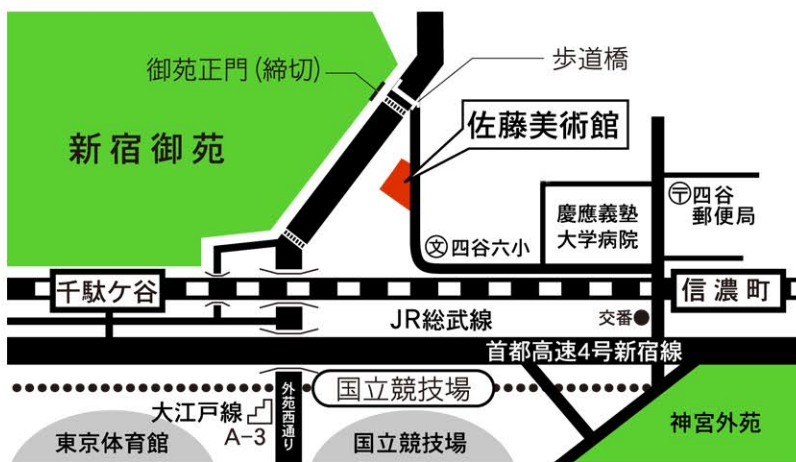 御苑正門(締切)
歩道橋
新宿御苑
佐藤美術館
慶應義塾
大学病院
〒四谷
郵便局
文 四谷六小
千駄ケ谷
信濃町
JR総武線
交番
首都高速4号新宿線
国立競技場
大江戸線
A-3
外苑西通り
東京体育館
国立競技場
神宮外苑